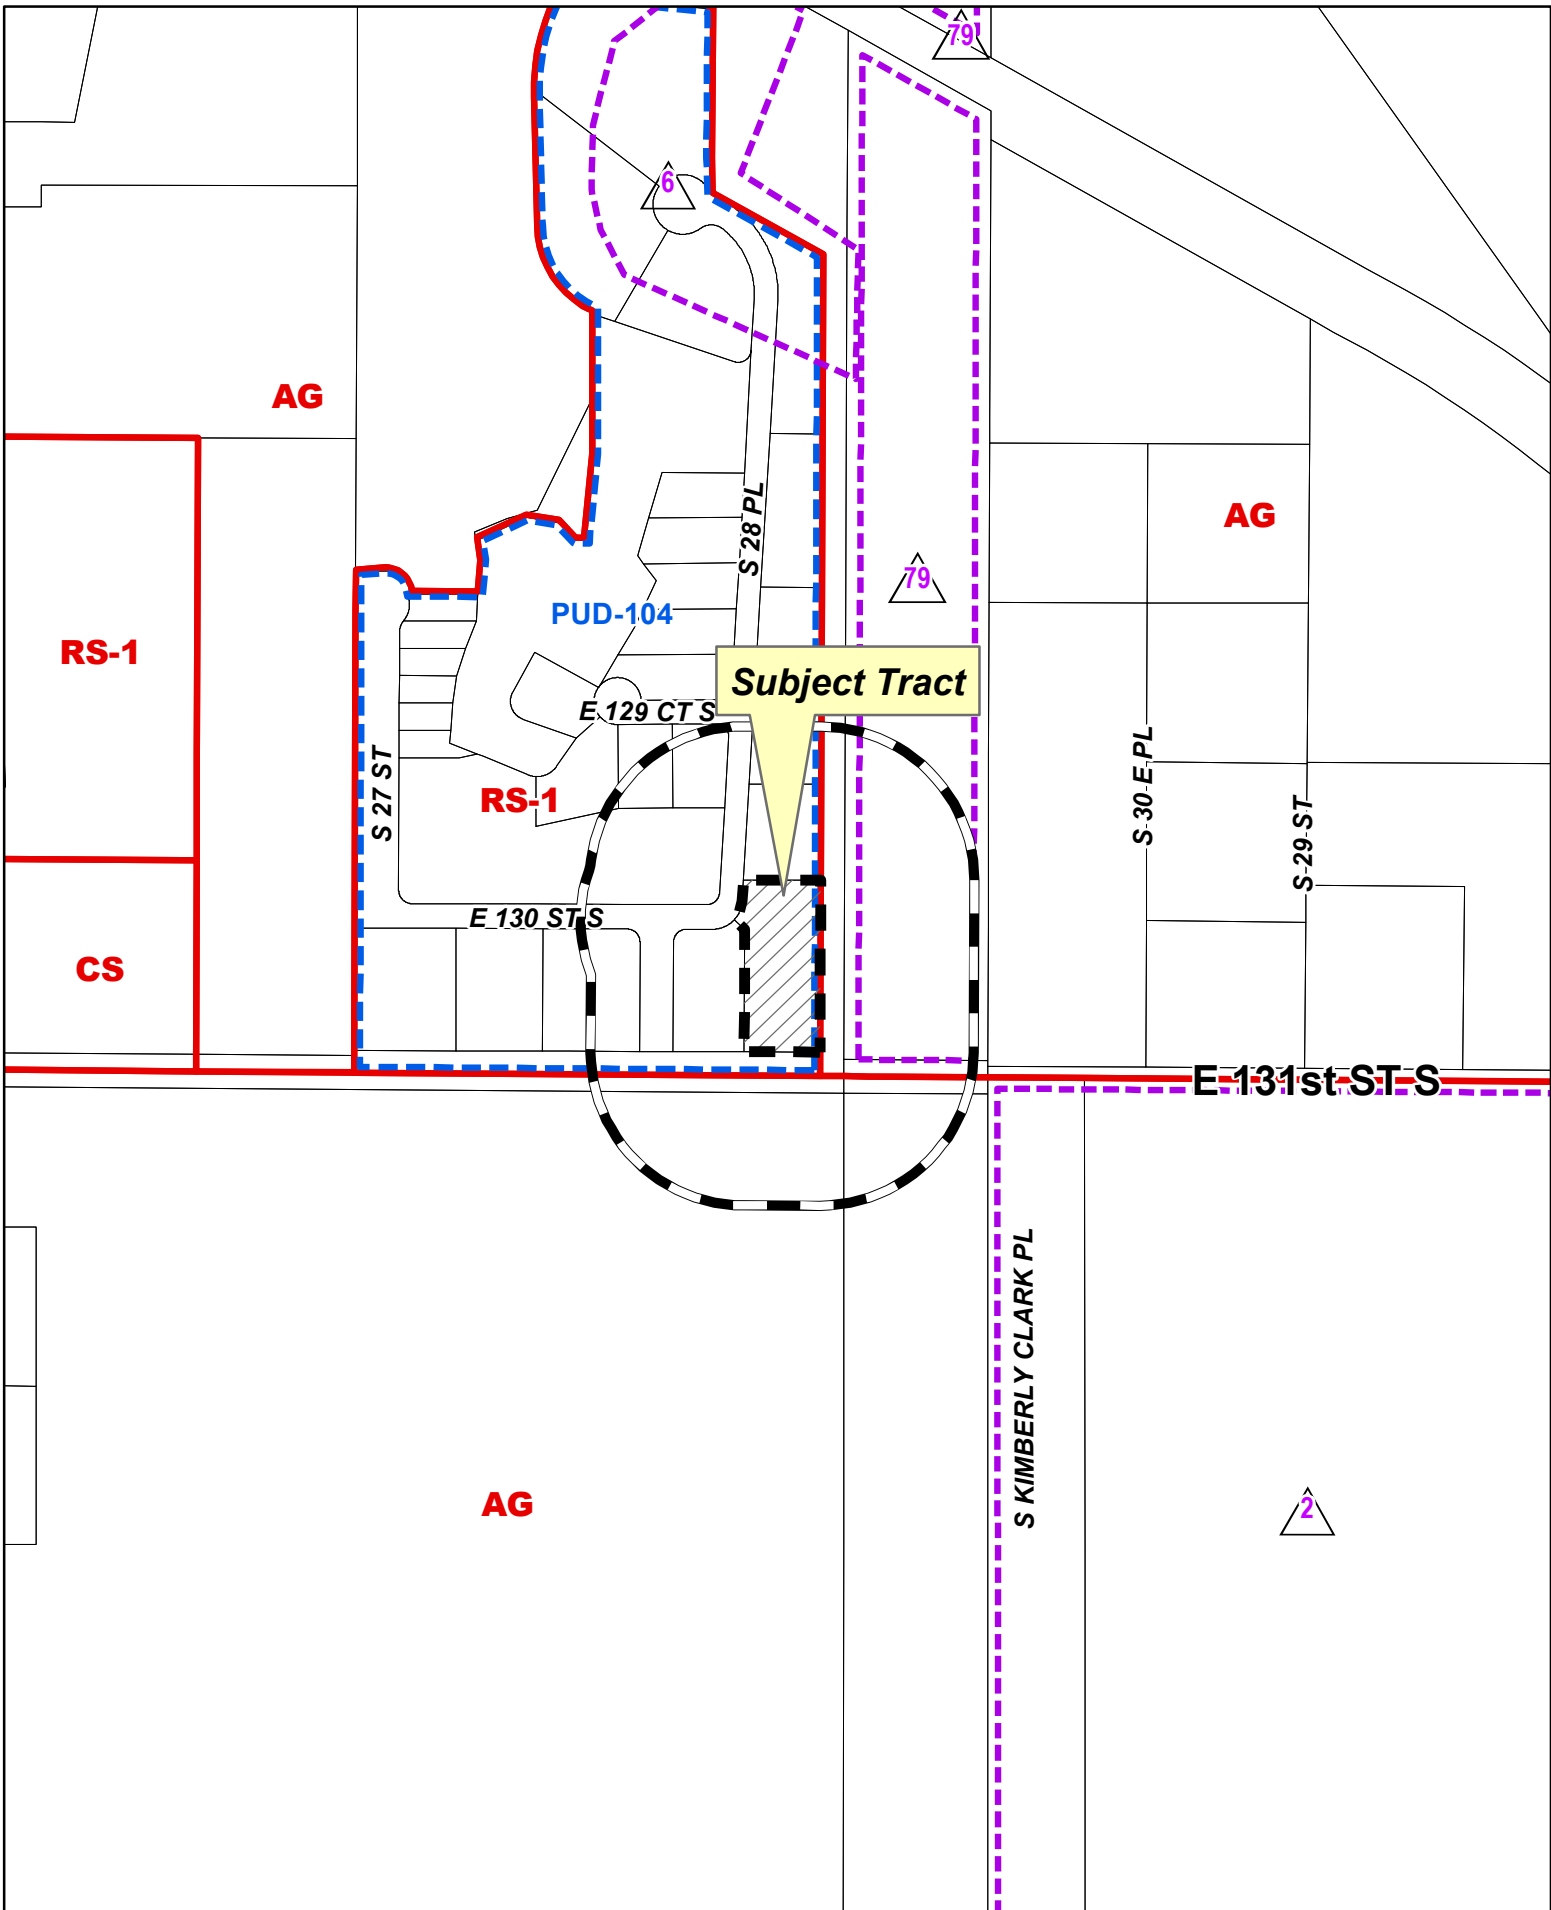 79
6
AG
AG
S 28 PL
79
PUD-104
RS-1
Subject Tract
E 129 CT S
S 27 ST
RS-1
S 30 E PL
S 29 ST
E 130 ST S
CS
E 131st ST S
S KIMBERLY CLARK PL
AG
2